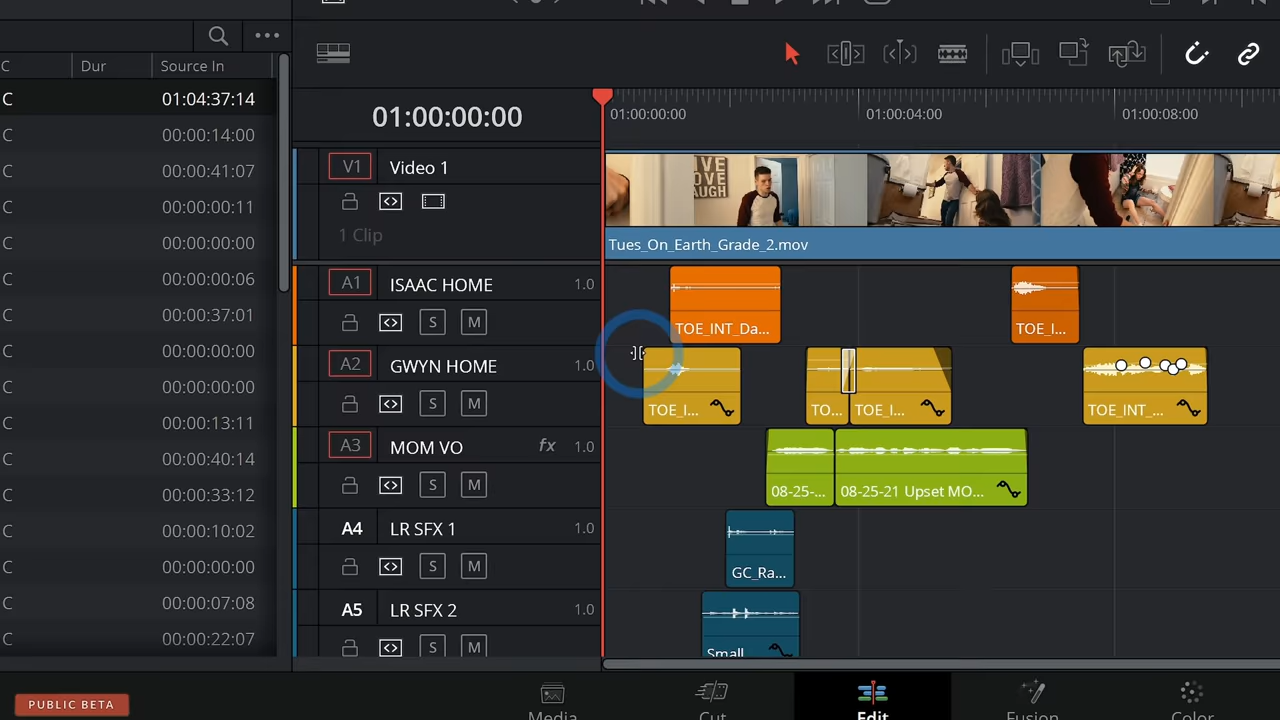 C Dur Source In
C 01:04:37:14
C 00:00:14:00
C 00:00:41:07
C 00:00:00:11
C 00:00:00:00
C 00:00:00:06
C 00:00:37:01
C 00:00:00:00
C 00:00:00:00
C 00:00:13:11
C 00:00:40:14
C 00:00:33:12
C 00:00:10:02
C 00:00:00:00
C 00:00:07:08
C 00:00:22:07
PUBLIC BETA
01:00:00:00
01:00:00:00 01:00:04:00 01:00:08:00
V1 Video 1
1 Clip
LIVE
LOVE
LAUGH
Tues_On_Earth_Grade_2.mov
A1 ISAAC HOME 1.0
S M
TOE_INT_Da... TOE_I...
A2 GWYN HOME 1.0
S M
TOE_I... TO... TOE_I... TOE_INT_...
A3 MOM VO fx 1.0
S M
08-25-... 08-25-21 Upset MO...
A4 LR SFX 1 1.0
S M
GC_Ra...
A5 LR SFX 2 1.0
S M
Small
Media Cut Edit Fusion Color